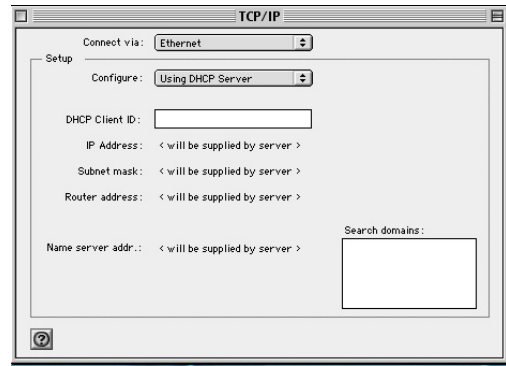 TCP/IP
Connect via: Ethernet
Setup
Configure: Using DHCP Server
DHCP Client ID:
IP Address: < will be supplied by server >
Subnet mask: < will be supplied by server >
Router address: < will be supplied by server >
Search domains:
Name server addr.: < will be supplied by server >
?